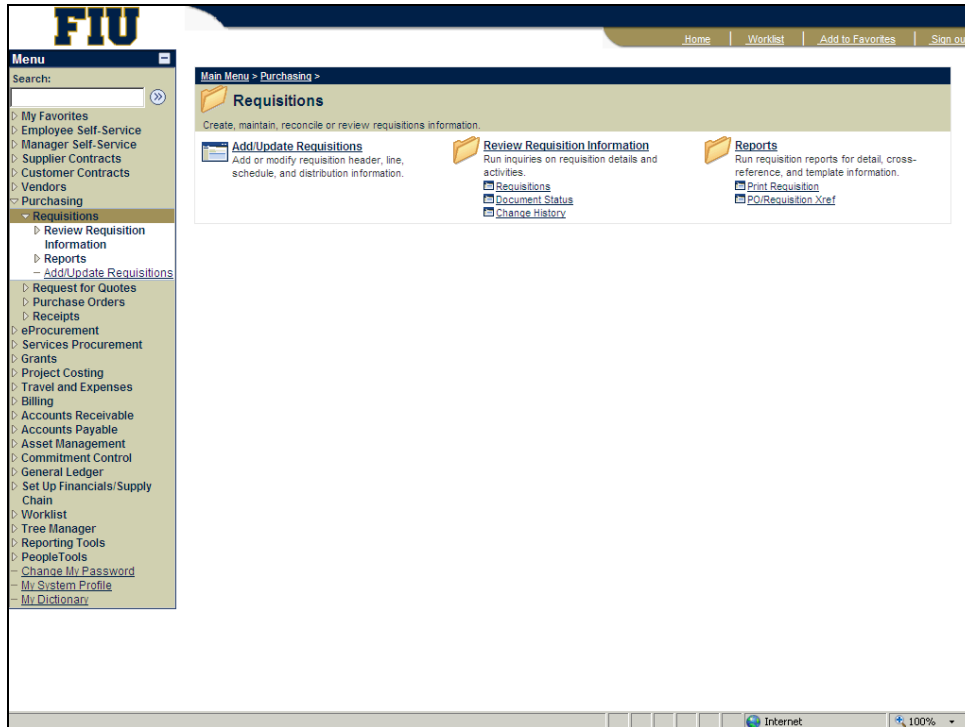 FIU
Home Worklist Add to Favorites Sign ou
Menu
Search:
My Favorites
Employee Self-Service
Manager Self-Service
Supplier Contracts
Customer Contracts
Vendors
Purchasing
Requisitions
Review Requisition
Information
Reports
Add/Update Requisitions
Request for Quotes
Purchase Orders
Receipts
eProcurement
Services Procurement
Grants
Project Costing
Travel and Expenses
Billing
Accounts Receivable
Accounts Payable
Asset Management
Commitment Control
General Ledger
Set Up Financials/Supply
Chain
Worklist
Tree Manager
Reporting Tools
PeopleTools
Change My Password
My System Profile
My Dictionary
Main Menu > Purchasing >
Requisitions
Create, maintain, reconcile or review requisitions information.
Add/Update Requisitions
Add or modify requisition header, line,
schedule, and distribution information.
Review Requisition Information
Run inquiries on requisition details and
activities.
Requisitions
Document Status
Change History
Reports
Run requisition reports for detail, cross-
reference, and template information.
Print Requisition
PO/Requisition Xref
Internet 100%